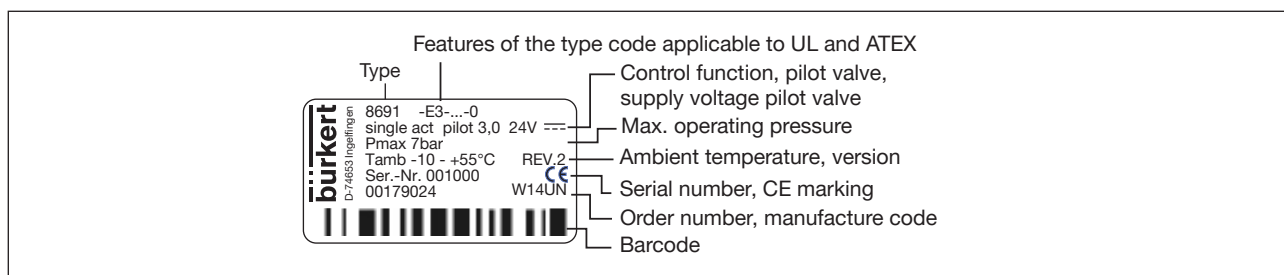 Features of the type code applicable to UL and ATEX
Type
Control function, pilot valve,
supply voltage pilot valve
Max. operating pressure
Ambient temperature, version
Serial number, CE marking
Order number, manufacture code
Barcode
burkert
D-74653 Ingelfingen
8691 -E3-...-0
single act pilot 3,0 24V
Pmax 7bar
Tamb -10 - +55°C REV.2
Ser.-Nr. 001000 CE
00179024 W14UN